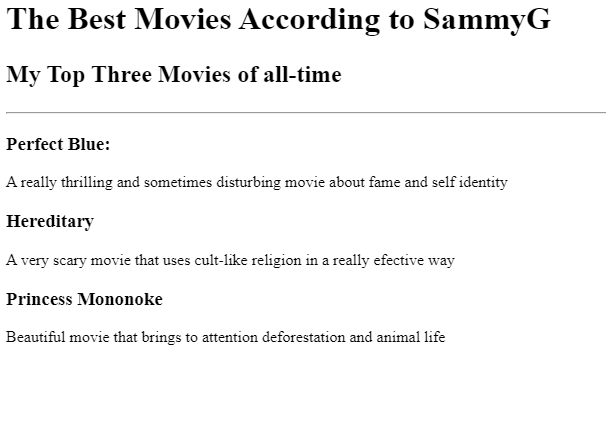 The Best Movies According to SammyG
My Top Three Movies of all-time
Perfect Blue:
A really thrilling and sometimes disturbing movie about fame and self identity
Hereditary
A very scary movie that uses cult-like religion in a really efective way
Princess Mononoke
Beautiful movie that brings to attention deforestation and animal life